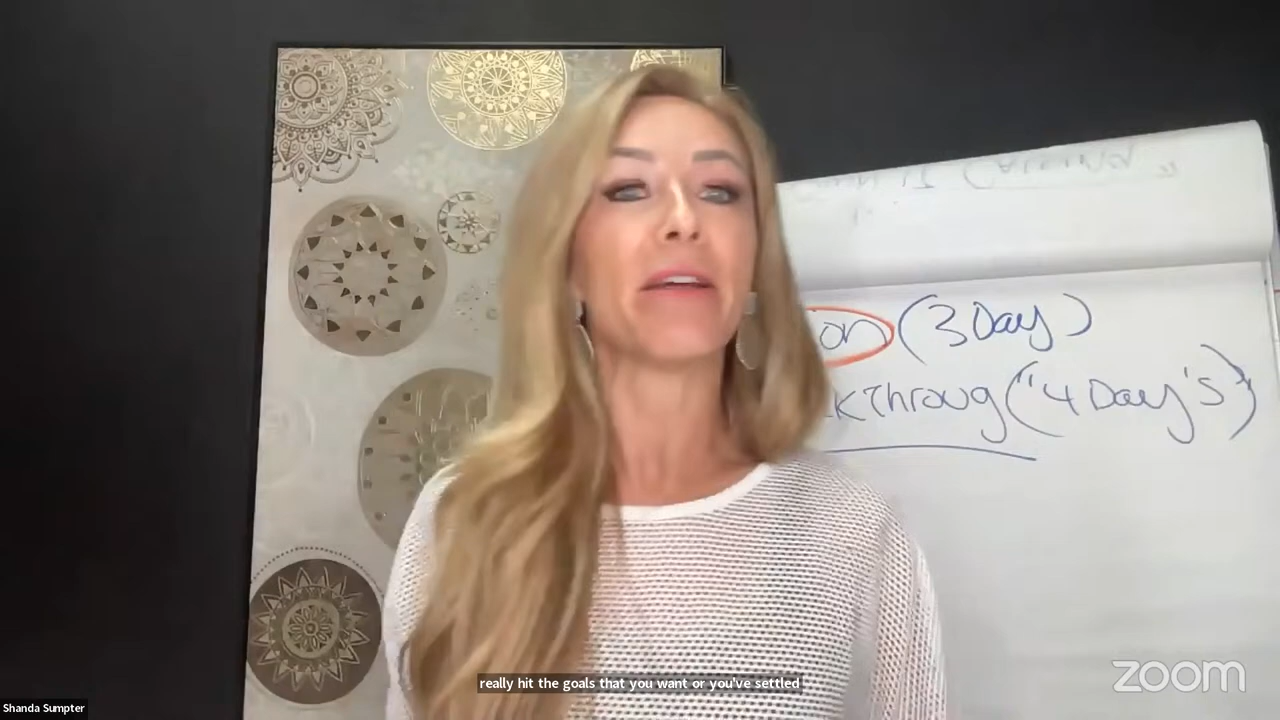 on (3 Day)
kThroug ("4 Day's}
really hit the goals that you want or you've settled
zoom
Shanda Sumpter